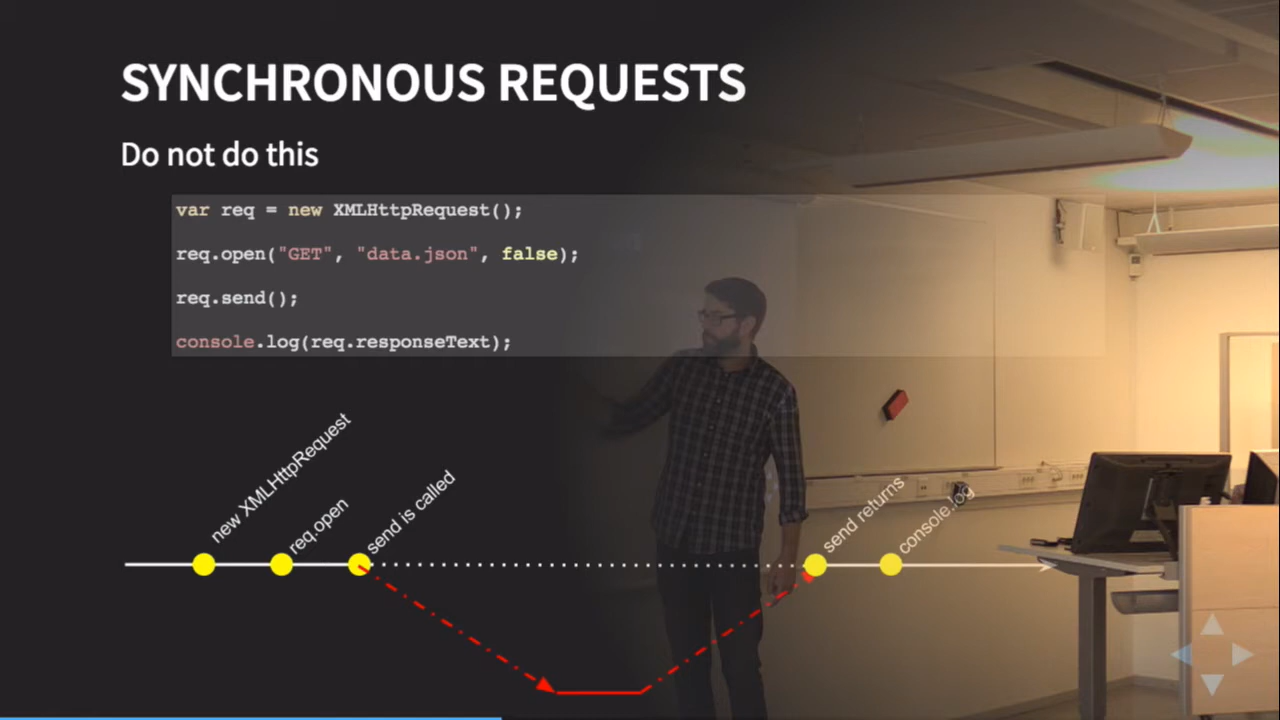 SYNCHRONOUS REQUESTS
Do not do this
var req = new XMLHttpRequest();
req.open("GET", "data.json", false);
req.send();
console.log(req.responseText);
new XMLHttpRequest
req.open
send is called
send returns
console.log